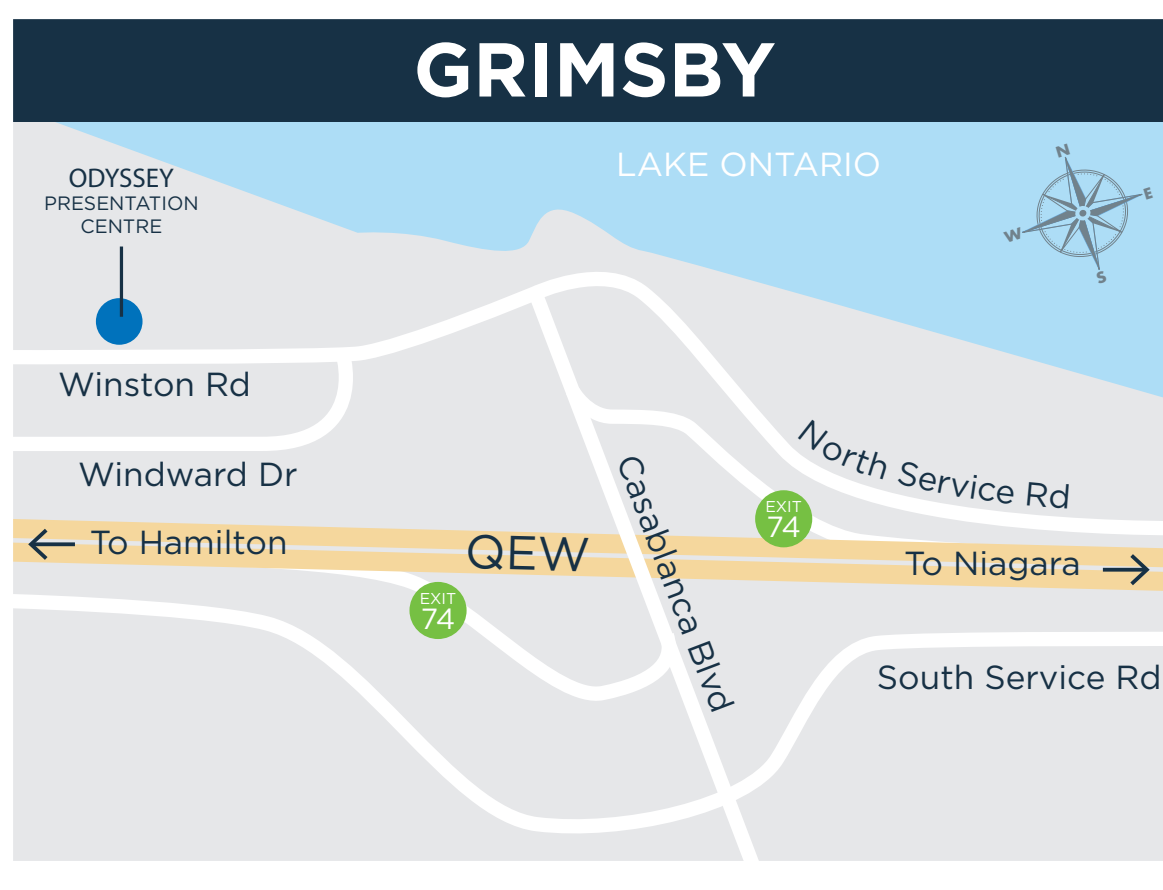 GRIMSBY
LAKE ONTARIO
N
E
W
S
ODYSSEY
PRESENTATION
CENTRE
Winston Rd
Windward Dr
North Service Rd
Casablanca Blvd
EXIT
74
To Hamilton
QEW
To Niagara
EXIT
74
South Service Rd